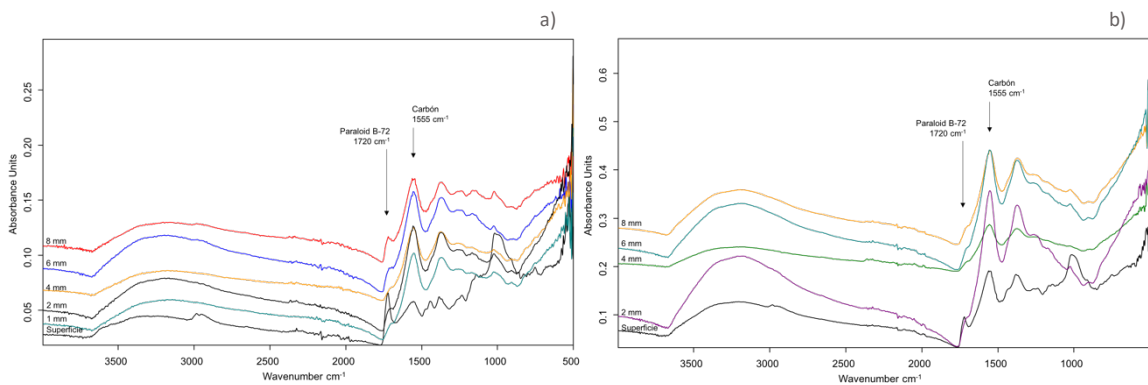 a)
Absorbance Units
0.25
0.20
0.15
0.10
0.05
Carbón
1555 cm-1
Paraloid B-72
1720 cm-1
8 mm
6 mm
4 mm
2 mm
1 mm
Superficie
3500 3000 2500 2000 1500 1000 500
Wavenumber cm-1
b)
Absorbance Units
0.6
0.5
0.4
0.3
0.2
0.1
Carbón
1555 cm-1
Paraloid B-72
1720 cm-1
8 mm
6 mm
4 mm
2 mm
Superficie
3500 3000 2500 2000 1500 1000
Wavenumber cm-1